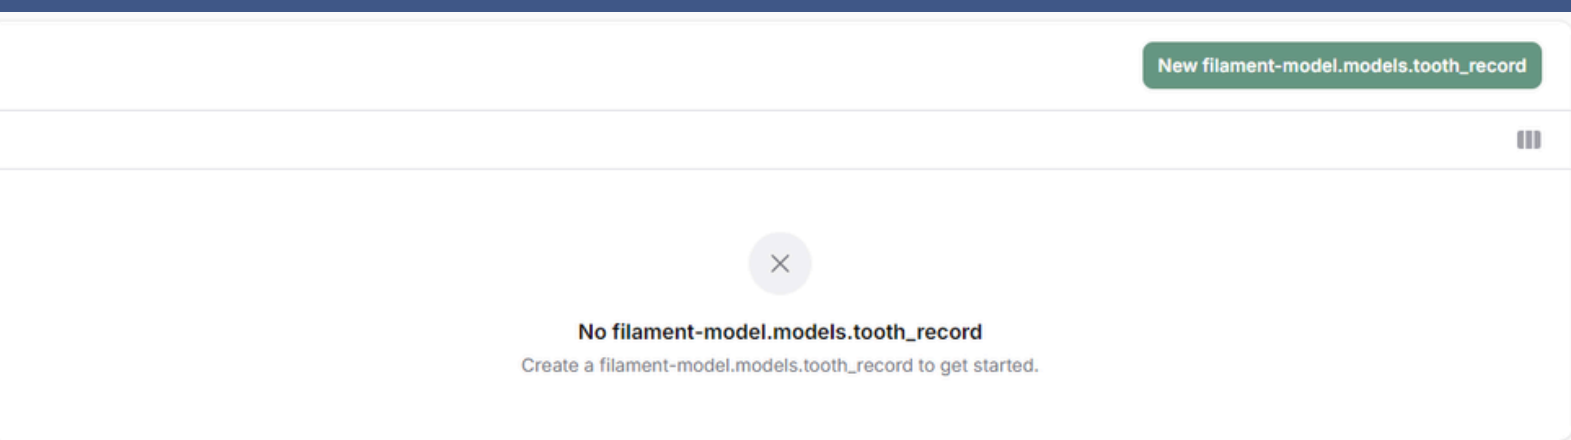 New filament-model.models.tooth_record
No filament-model.models.tooth_record
Create a filament-model.models.tooth_record to get started.